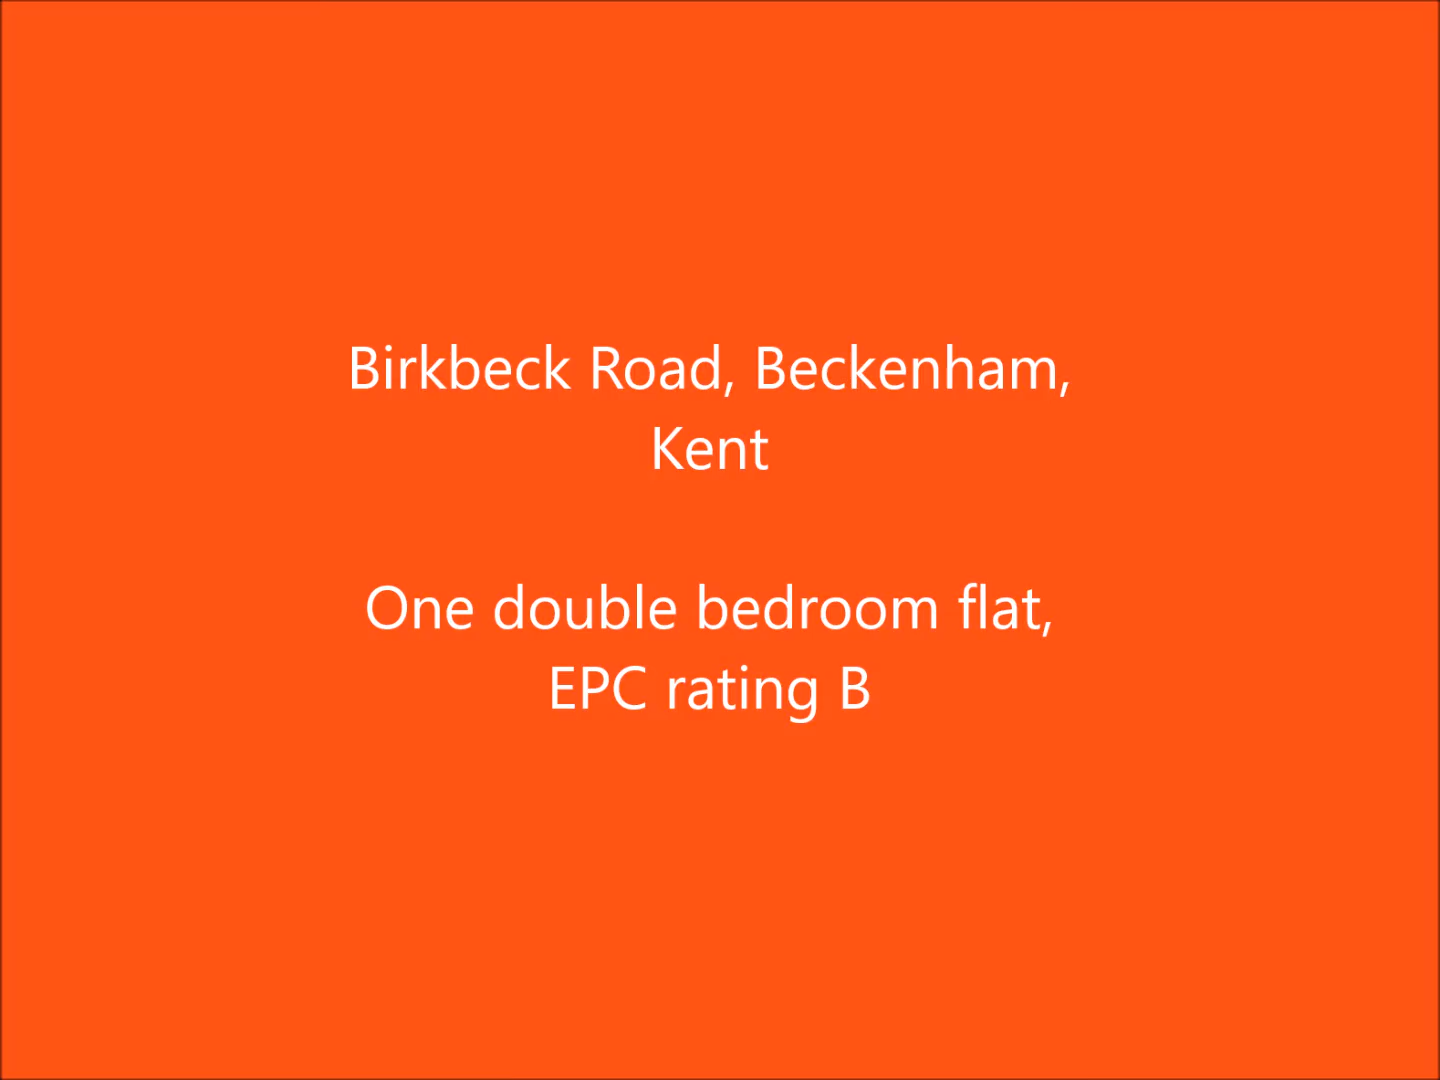 Birkbeck Road, Beckenham,
Kent
One double bedroom flat,
EPC rating B